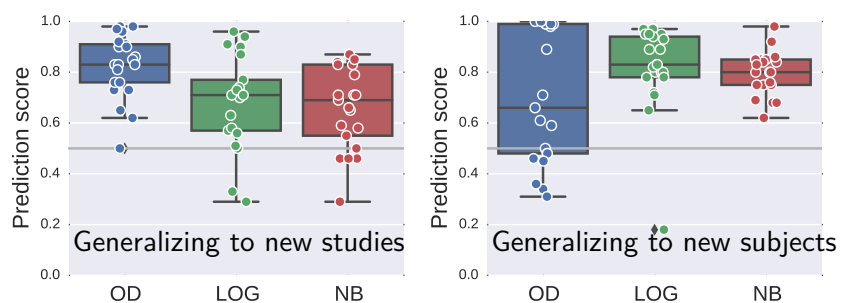 Prediction score
1.0
0.8
0.6
0.4
0.2
0.0
Generalizing to new studies
OD LOG NB
Prediction score
1.0
0.8
0.6
0.4
0.2
0.0
Generalizing to new subjects
OD LOG NB